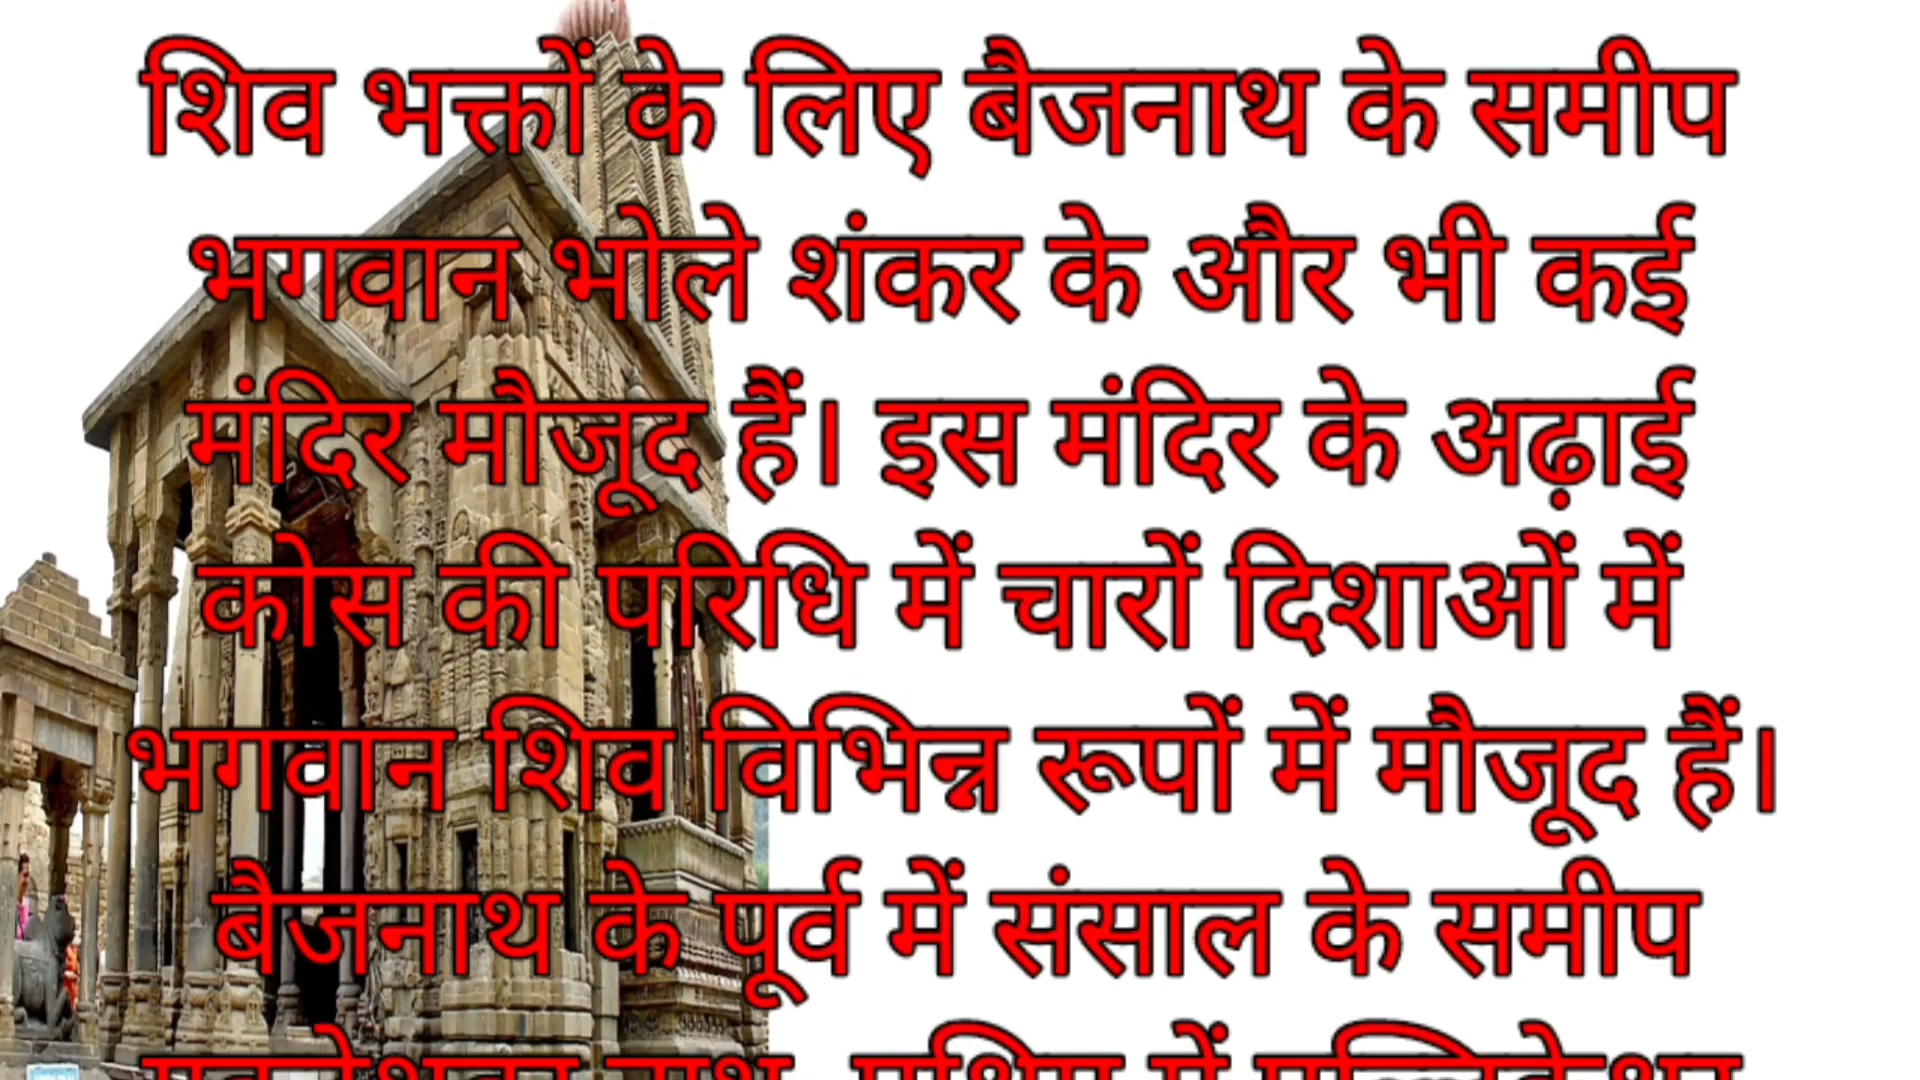 शिव भक्तों के लिए बैजनाथ के समीप
भगवान भोले शंकर के और भी कई
मंदिर मौजूद हैं। इस मंदिर के अढ़ाई
कोस की परिधि में चारों दिशाओं में
भगवान शिव विभिन्न रूपों में मौजूद हैं।
बैजनाथ के पूर्व में संसाल के समीप
में